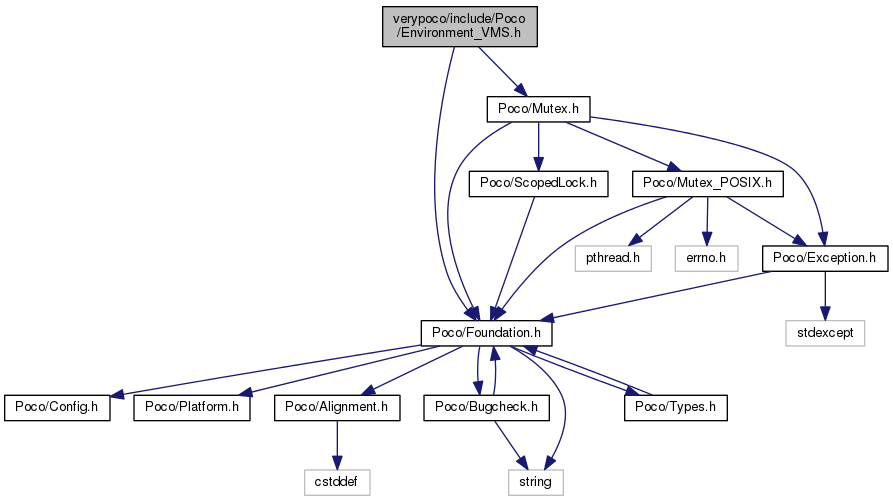 verypoco/include/Poco
/Environment_VMS.h
Poco/Mutex.h
Poco/ScopedLock.h
Poco/Mutex_POSIX.h
pthread.h
errno.h
Poco/Exception.h
Poco/Foundation.h
stdexcept
Poco/Config.h
Poco/Platform.h
Poco/Alignment.h
Poco/Bugcheck.h
Poco/Types.h
cstddef
string